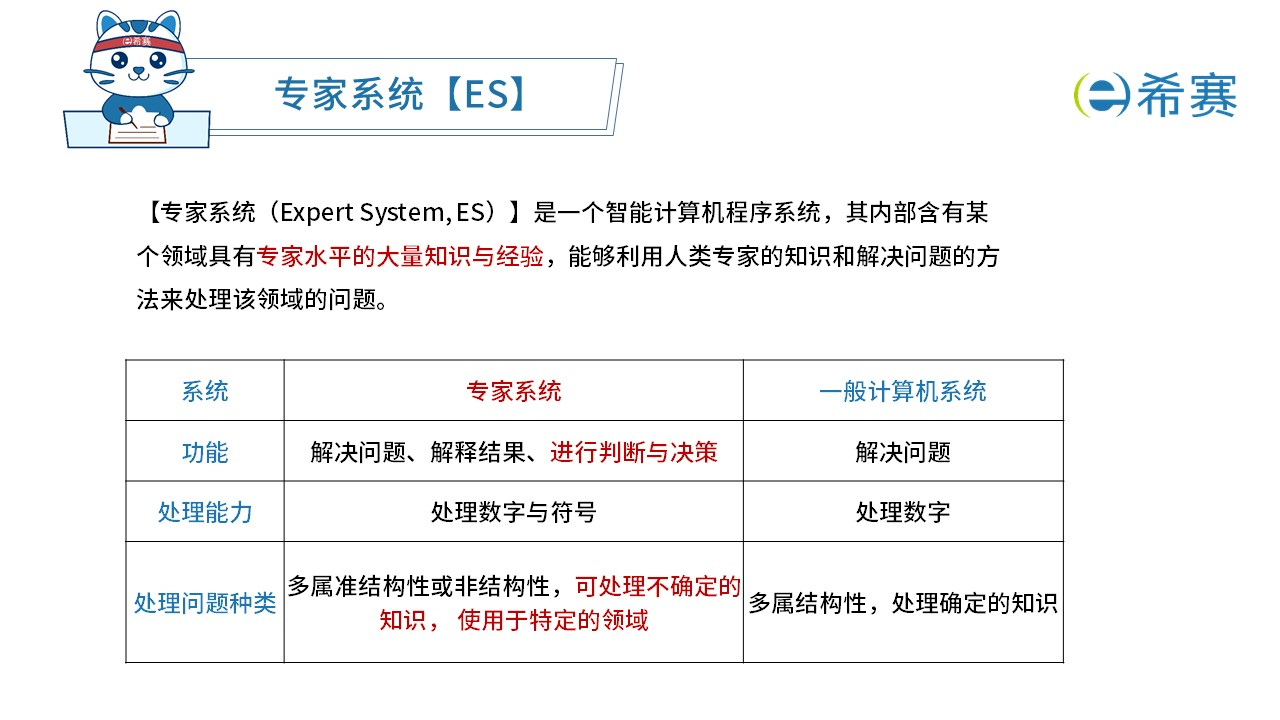 希赛
专家系统【ES】
希赛
【专家系统（Expert System, ES）】是一个智能计算机程序系统，其内部含有某
个领域具有专家水平的大量知识与经验，能够利用人类专家的知识和解决问题的方
法来处理该领域的问题。
系统 专家系统 一般计算机系统
功能 解决问题、解释结果、进行判断与决策 解决问题
处理能力 处理数字与符号 处理数字
处理问题种类 多属准结构性或非结构性，可处理不确定的
知识， 使用于特定的领域 多属结构性，处理确定的知识